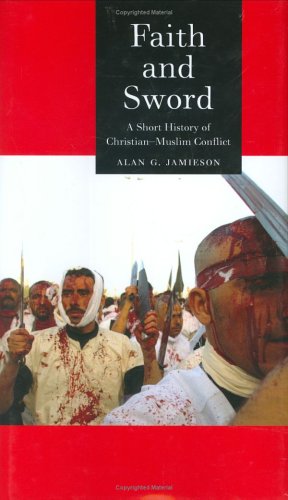 Faith
and
Sword
A Short History of
Christian–Muslim Conflict
ALAN G. JAMIESON